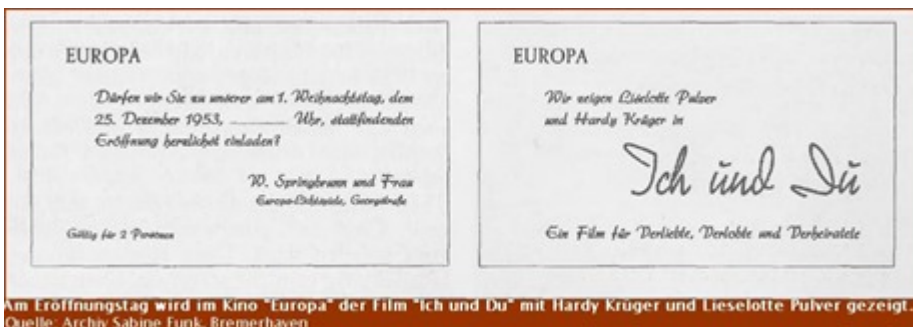 EUROPA
Dürfen wir Sie zu unserer am 1. Weihnachtstag, dem
25. Dezember 1953, ________ Uhr, stattfindenden
Eröffnung herzlichst einladen?
W. Springbrunn und Frau
Europa-Lichtspiele, Georgstraße
Gültig für 2 Personen
EUROPA
Wir zeigen Liselotte Pulver
und Hardy Krüger in
Ich und Du
Ein Film für Verliebte, Verlobte und Verheiratete
Am Eröffnungstag wird im Kino "Europa" der Film "Ich und Du" mit Hardy Krüger und Lieselotte Pulver gezeigt.
Quelle: Archiv Sabine Funk, Bremerhaven